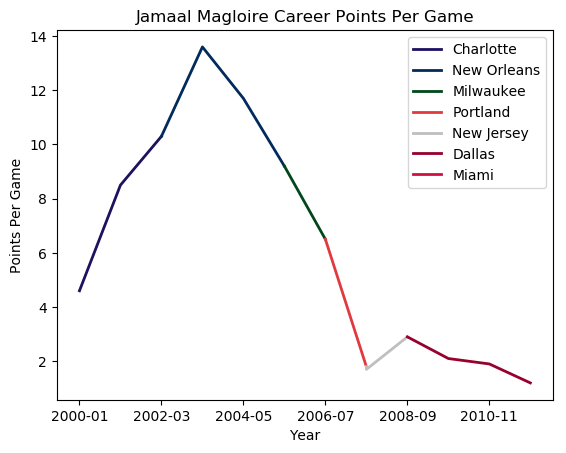 Jamaal Magloire Career Points Per Game
Points Per Game
14
12
10
8
6
4
2
Charlotte
New Orleans
Milwaukee
Portland
New Jersey
Dallas
Miami
2000-01 2002-03 2004-05 2006-07 2008-09 2010-11
Year